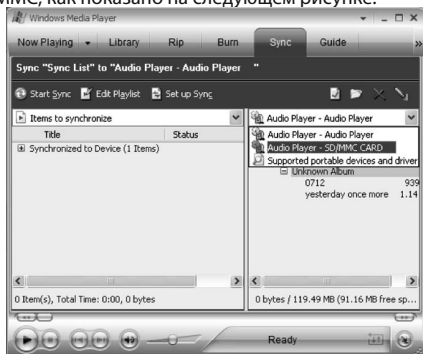 ММС, как показано на следующем рисунке.
Windows Media Player
Now Playing Library Rip Burn Sync Guide »
Sync "Sync List" to "Audio Player - Audio Player "
Start Sync Edit Playlist Set up Sync
Items to synchronize Audio Player - Audio Player
Title Status
Audio Player - Audio Player
Audio Player - SD/MMC CARD
Supported portable devices and driver
Synchronized to Device (1 Items)
Unknown Album
0712 939
yesterday once more 1.14
0 Item(s), Total Time: 0:00, 0 bytes
0 bytes / 119.49 MB (91.16 MB free sp...
Ready